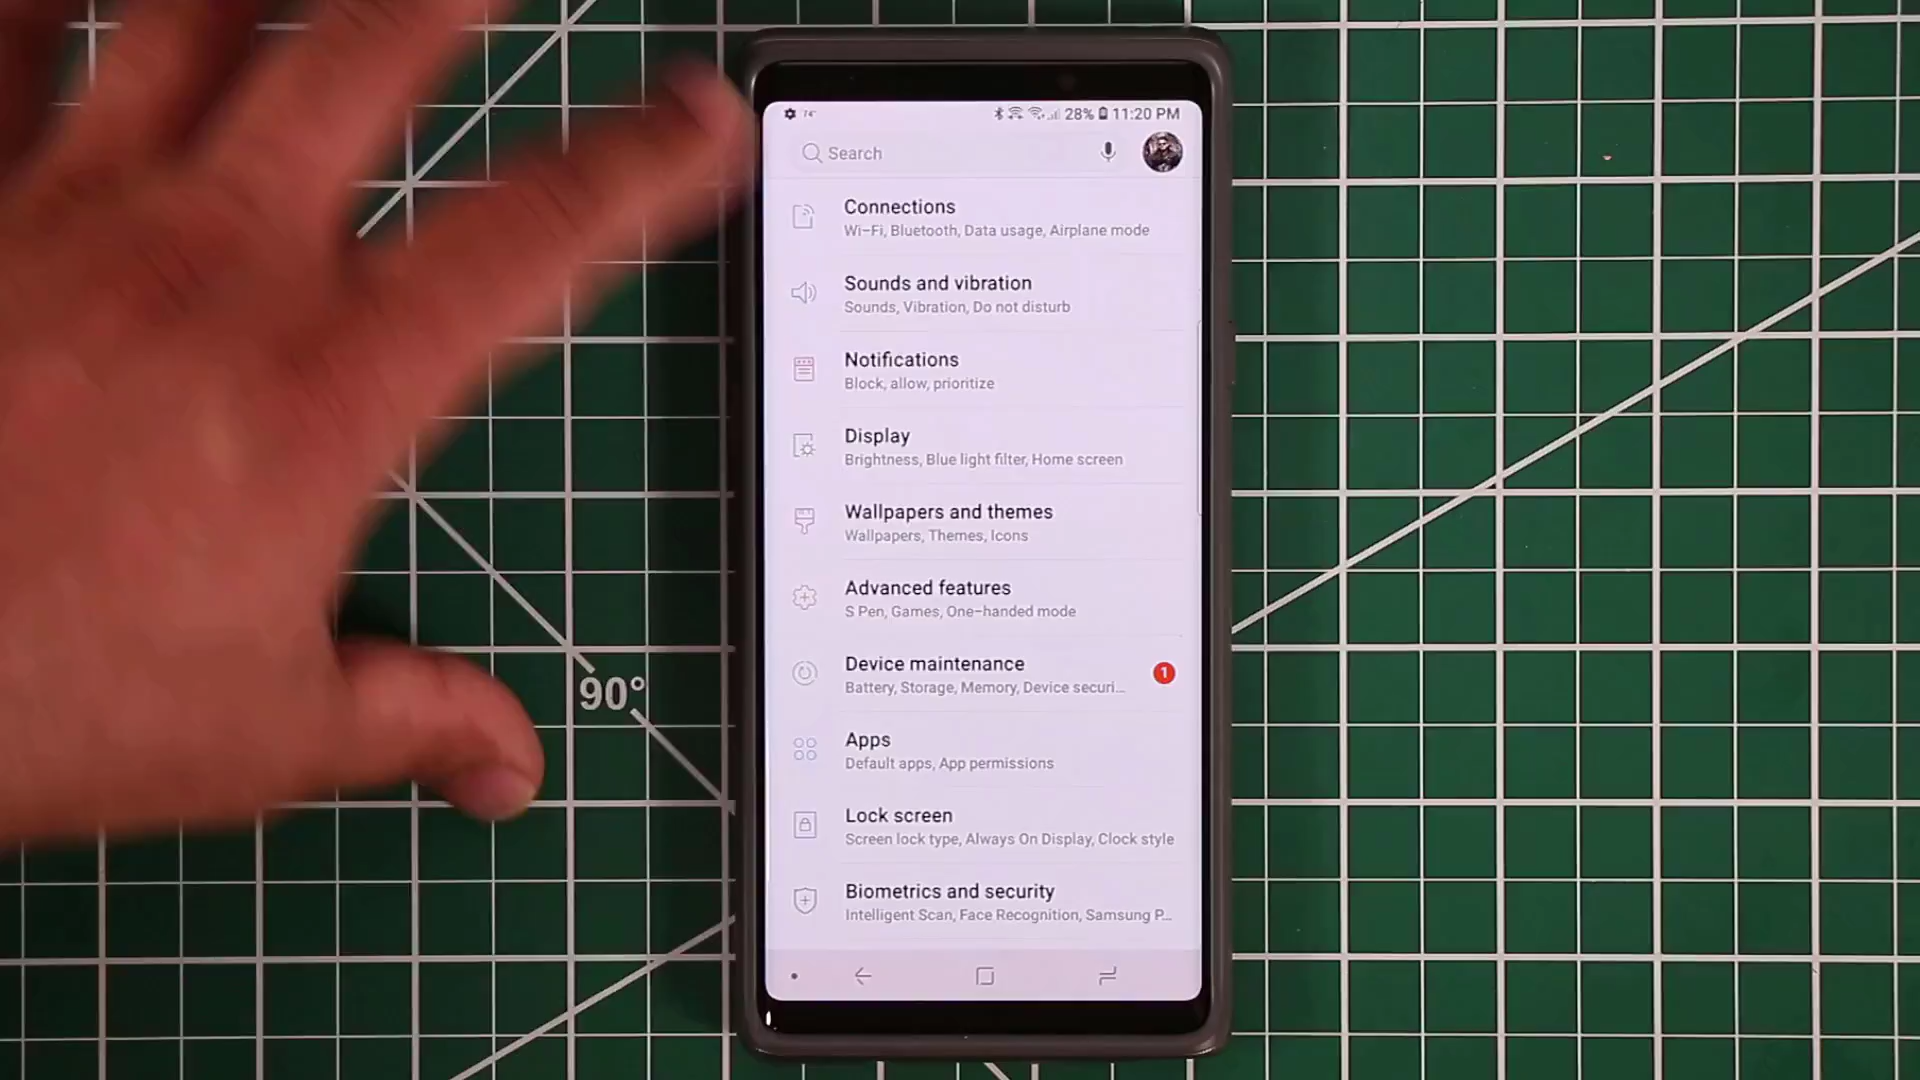 74°
28% 11:20 PM
Search
Connections
Wi-Fi, Bluetooth, Data usage, Airplane mode
Sounds and vibration
Sounds, Vibration, Do not disturb
Notifications
Block, allow, prioritize
Display
Brightness, Blue light filter, Home screen
Wallpapers and themes
Wallpapers, Themes, Icons
Advanced features
S Pen, Games, One-handed mode
Device maintenance
1
Battery, Storage, Memory, Device securi...
Apps
Default apps, App permissions
Lock screen
Screen lock type, Always On Display, Clock style
Biometrics and security
Intelligent Scan, Face Recognition, Samsung P...
90°